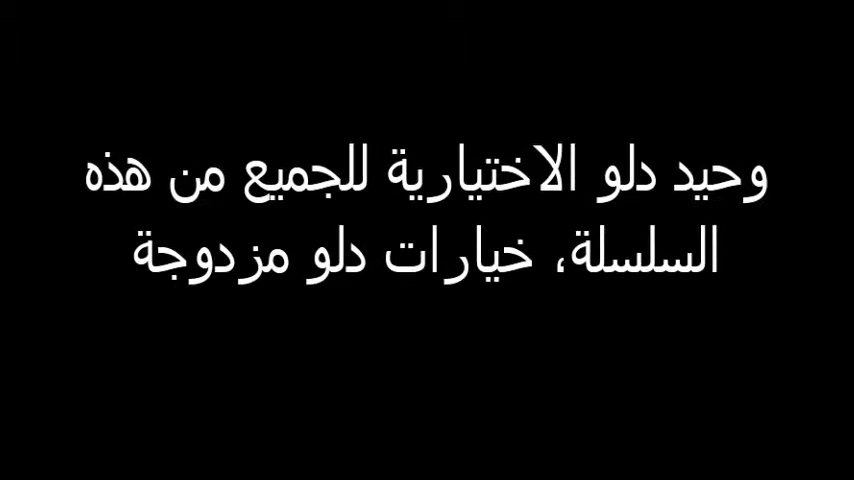 وحيد دلو الاختيارية للجميع من هذه
السلسلة، خيارات دلو مزدوجة